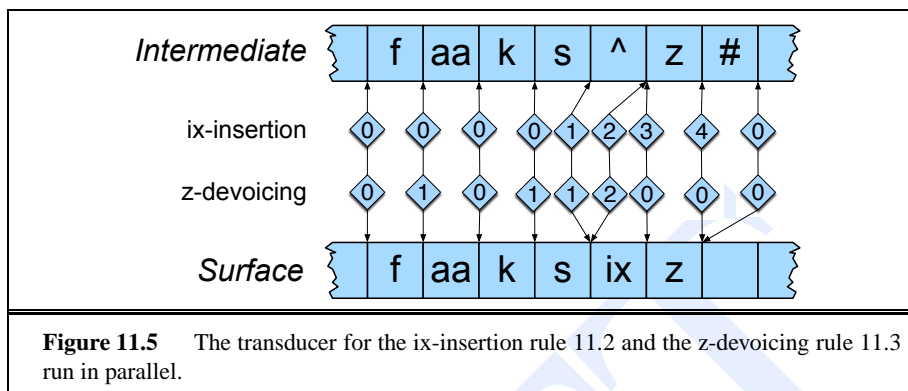 Intermediate f aa k s ^ z #
ix-insertion 0 0 0 0 1 2 3 4 0
z-devoicing 0 1 0 1 1 2 0 0 0
Surface f aa k s ix z
Figure 11.5 The transducer for the ix-insertion rule 11.2 and the z-devoicing rule 11.3
run in parallel.